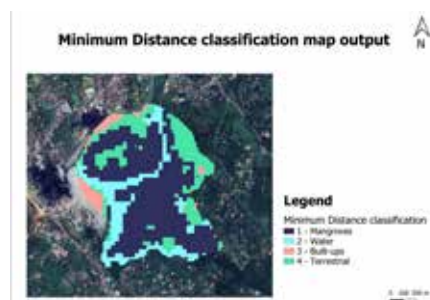 Minimum Distance classification map output
N
Legend
Minimum Distance classification
1 - Mangroves
2 - Water
3 - Built-ups
4 - Terrestrial